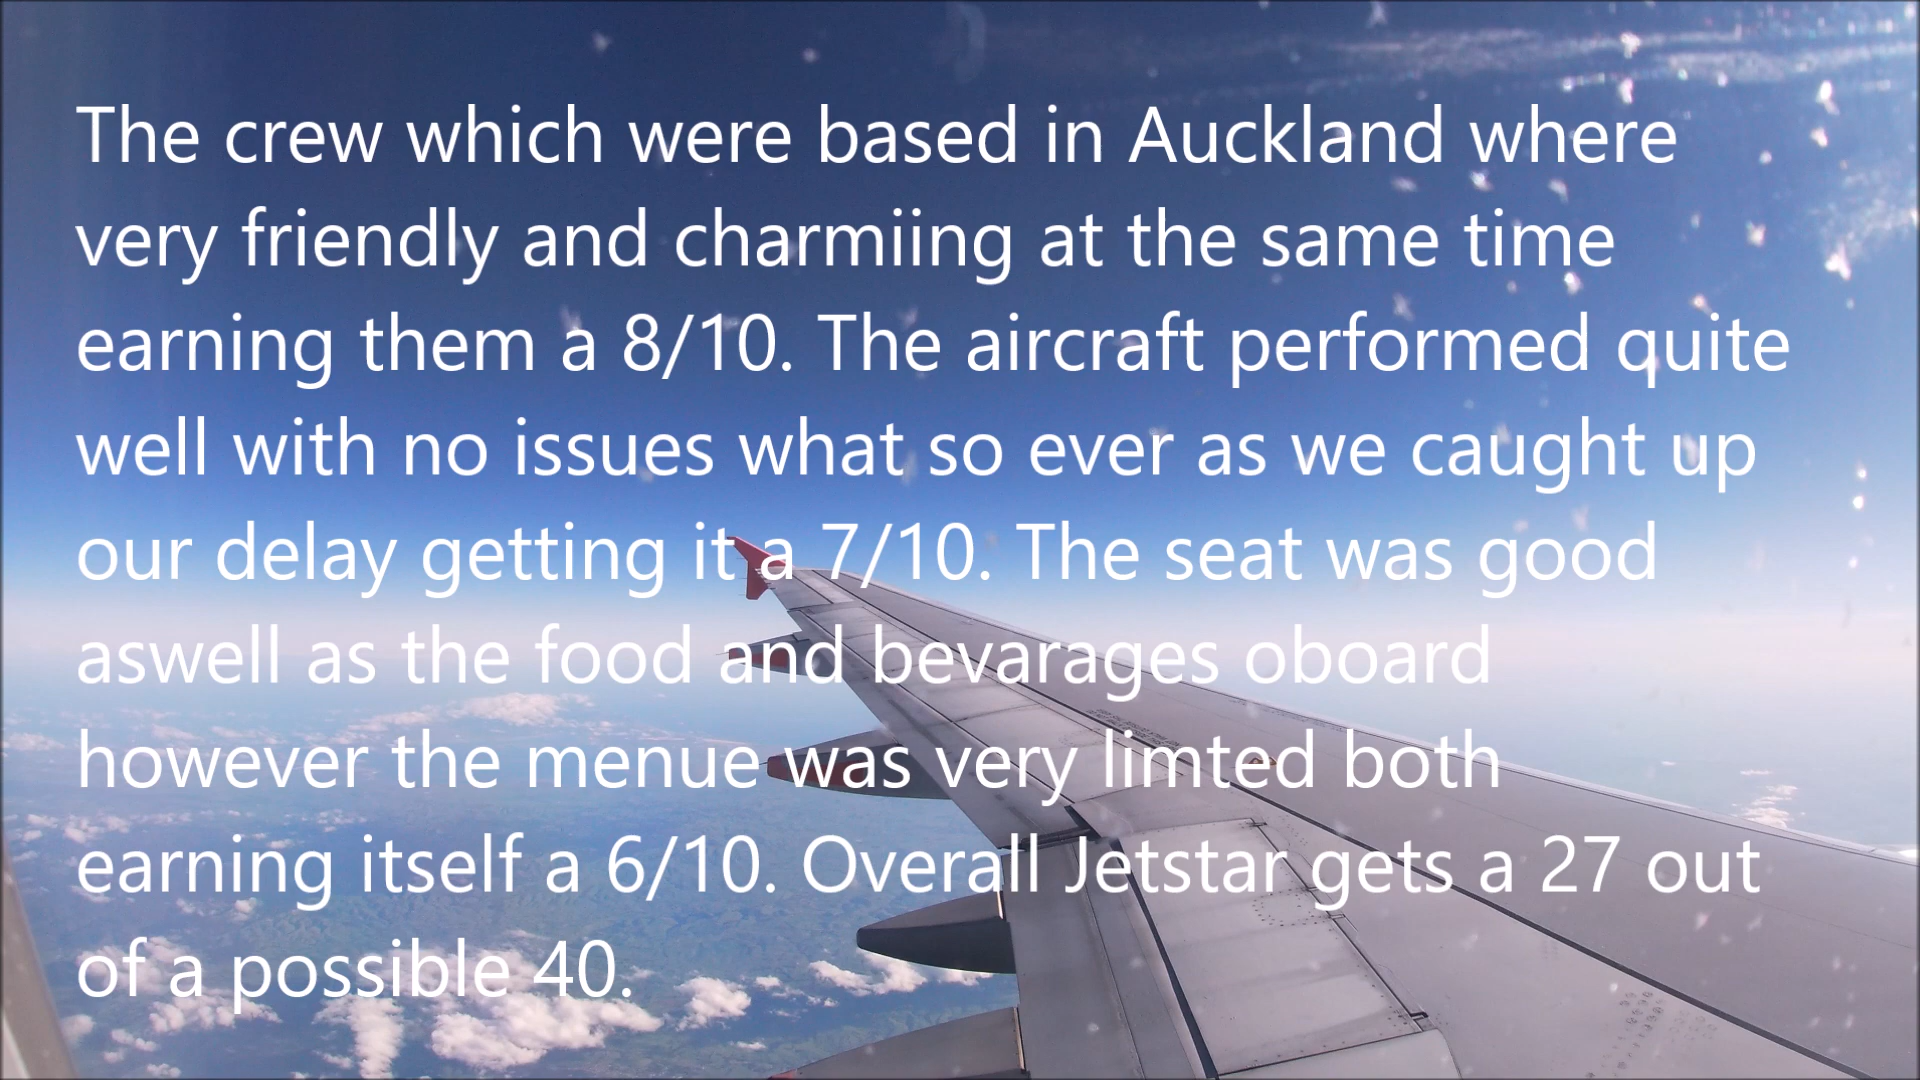 The crew which were based in Auckland where
very friendly and charmiing at the same time
earning them a 8/10. The aircraft performed quite
well with no issues what so ever as we caught up
our delay getting it a 7/10. The seat was good
aswell as the food and bevarages oboard
however the menue was very limted both
earning itself a 6/10. Overall Jetstar gets a 27 out
of a possible 40.